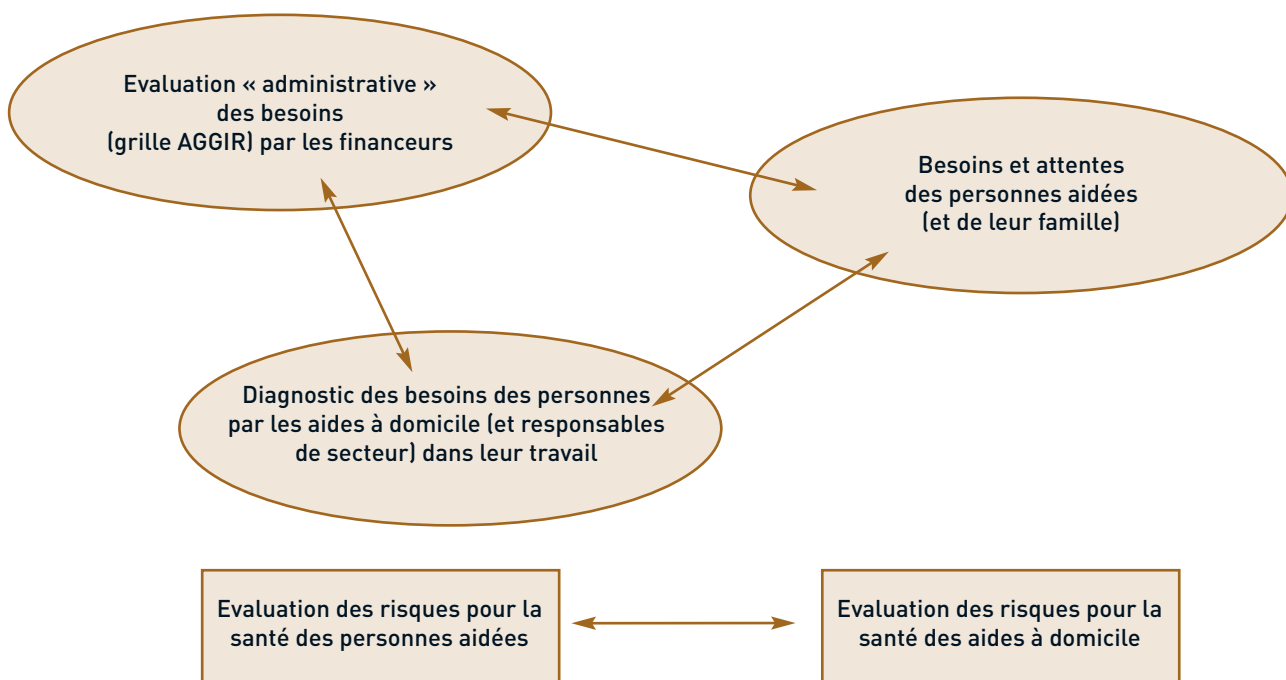 Evaluation « administrative »
des besoins
(grille AGGIR) par les financeurs
Besoins et attentes
des personnes aidées
(et de leur famille)
Diagnostic des besoins des personnes
par les aides à domicile (et responsables
de secteur) dans leur travail
Evaluation des risques pour la
santé des personnes aidées
Evaluation des risques pour la
santé des aides à domicile